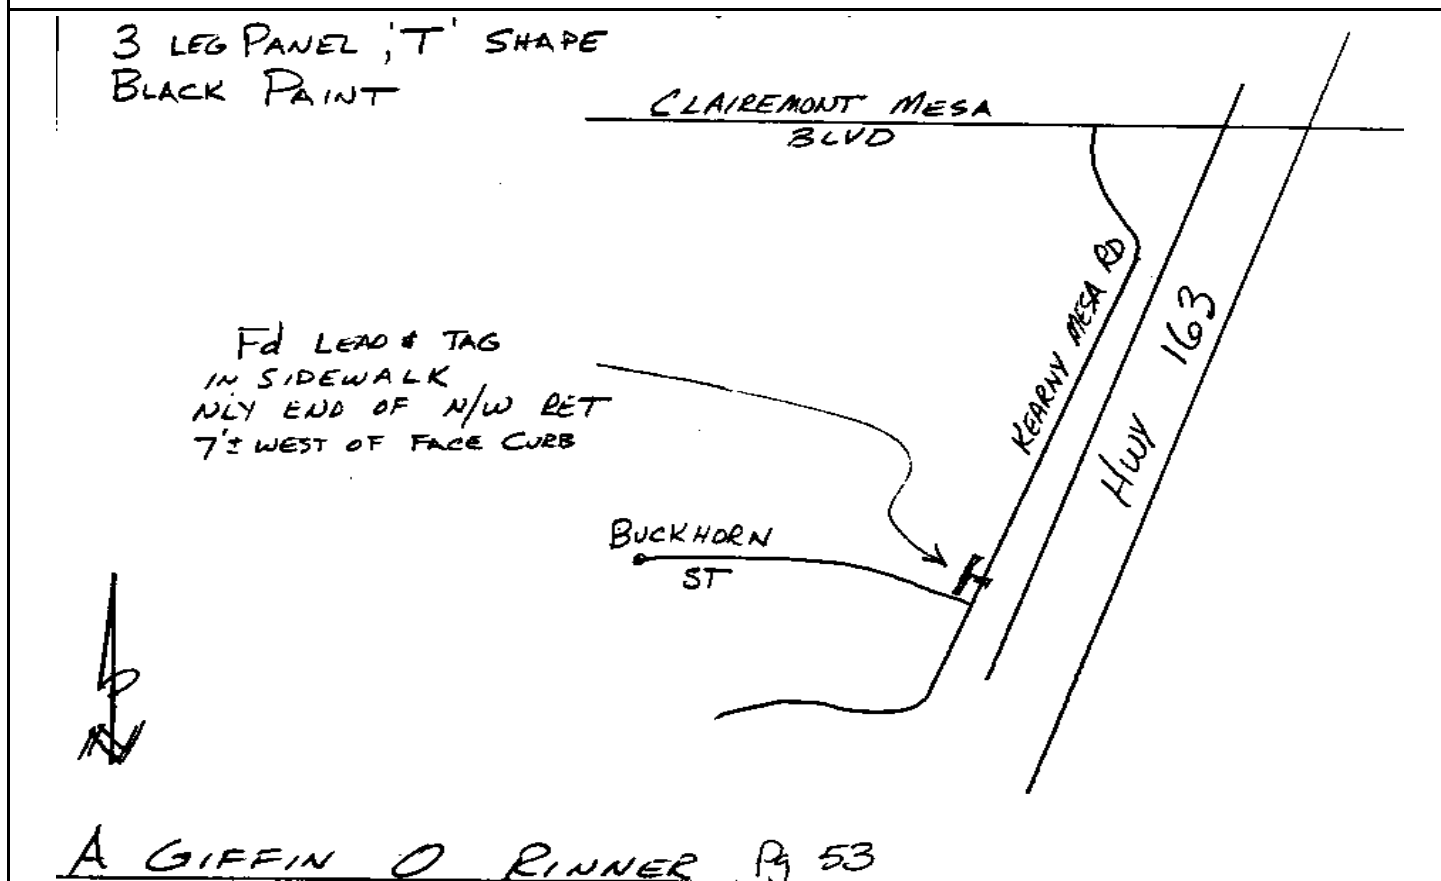 3 LEG PANEL, 'T' SHAPE
BLACK PAINT
CLAIREMONT MESA
BLVD
KEARNY MESA RD
HWY 163
Fd LEAD & TAG
IN SIDEWALK
NLY END OF N/W RET
7'± WEST OF FACE CURB
BUCKHORN
ST
N
A GIFFIN O RINNER Pg 53